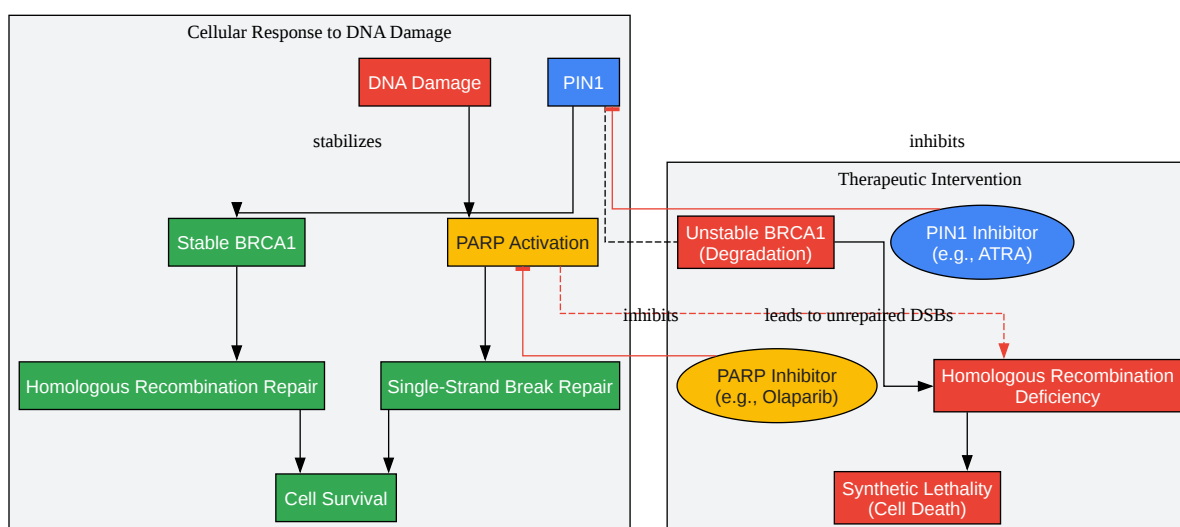 Cellular Response to DNA Damage
DNA Damage
PIN1
stabilizes
inhibits
Therapeutic Intervention
Stable BRCA1
PARP Activation
Unstable BRCA1
(Degradation)
PIN1 Inhibitor
(e.g., ATRA)
inhibits
leads to unrepaired DSBs
Homologous Recombination Repair
Single-Strand Break Repair
PARP Inhibitor
(e.g., Olaparib)
Homologous Recombination
Deficiency
Cell Survival
Synthetic Lethality
(Cell Death)